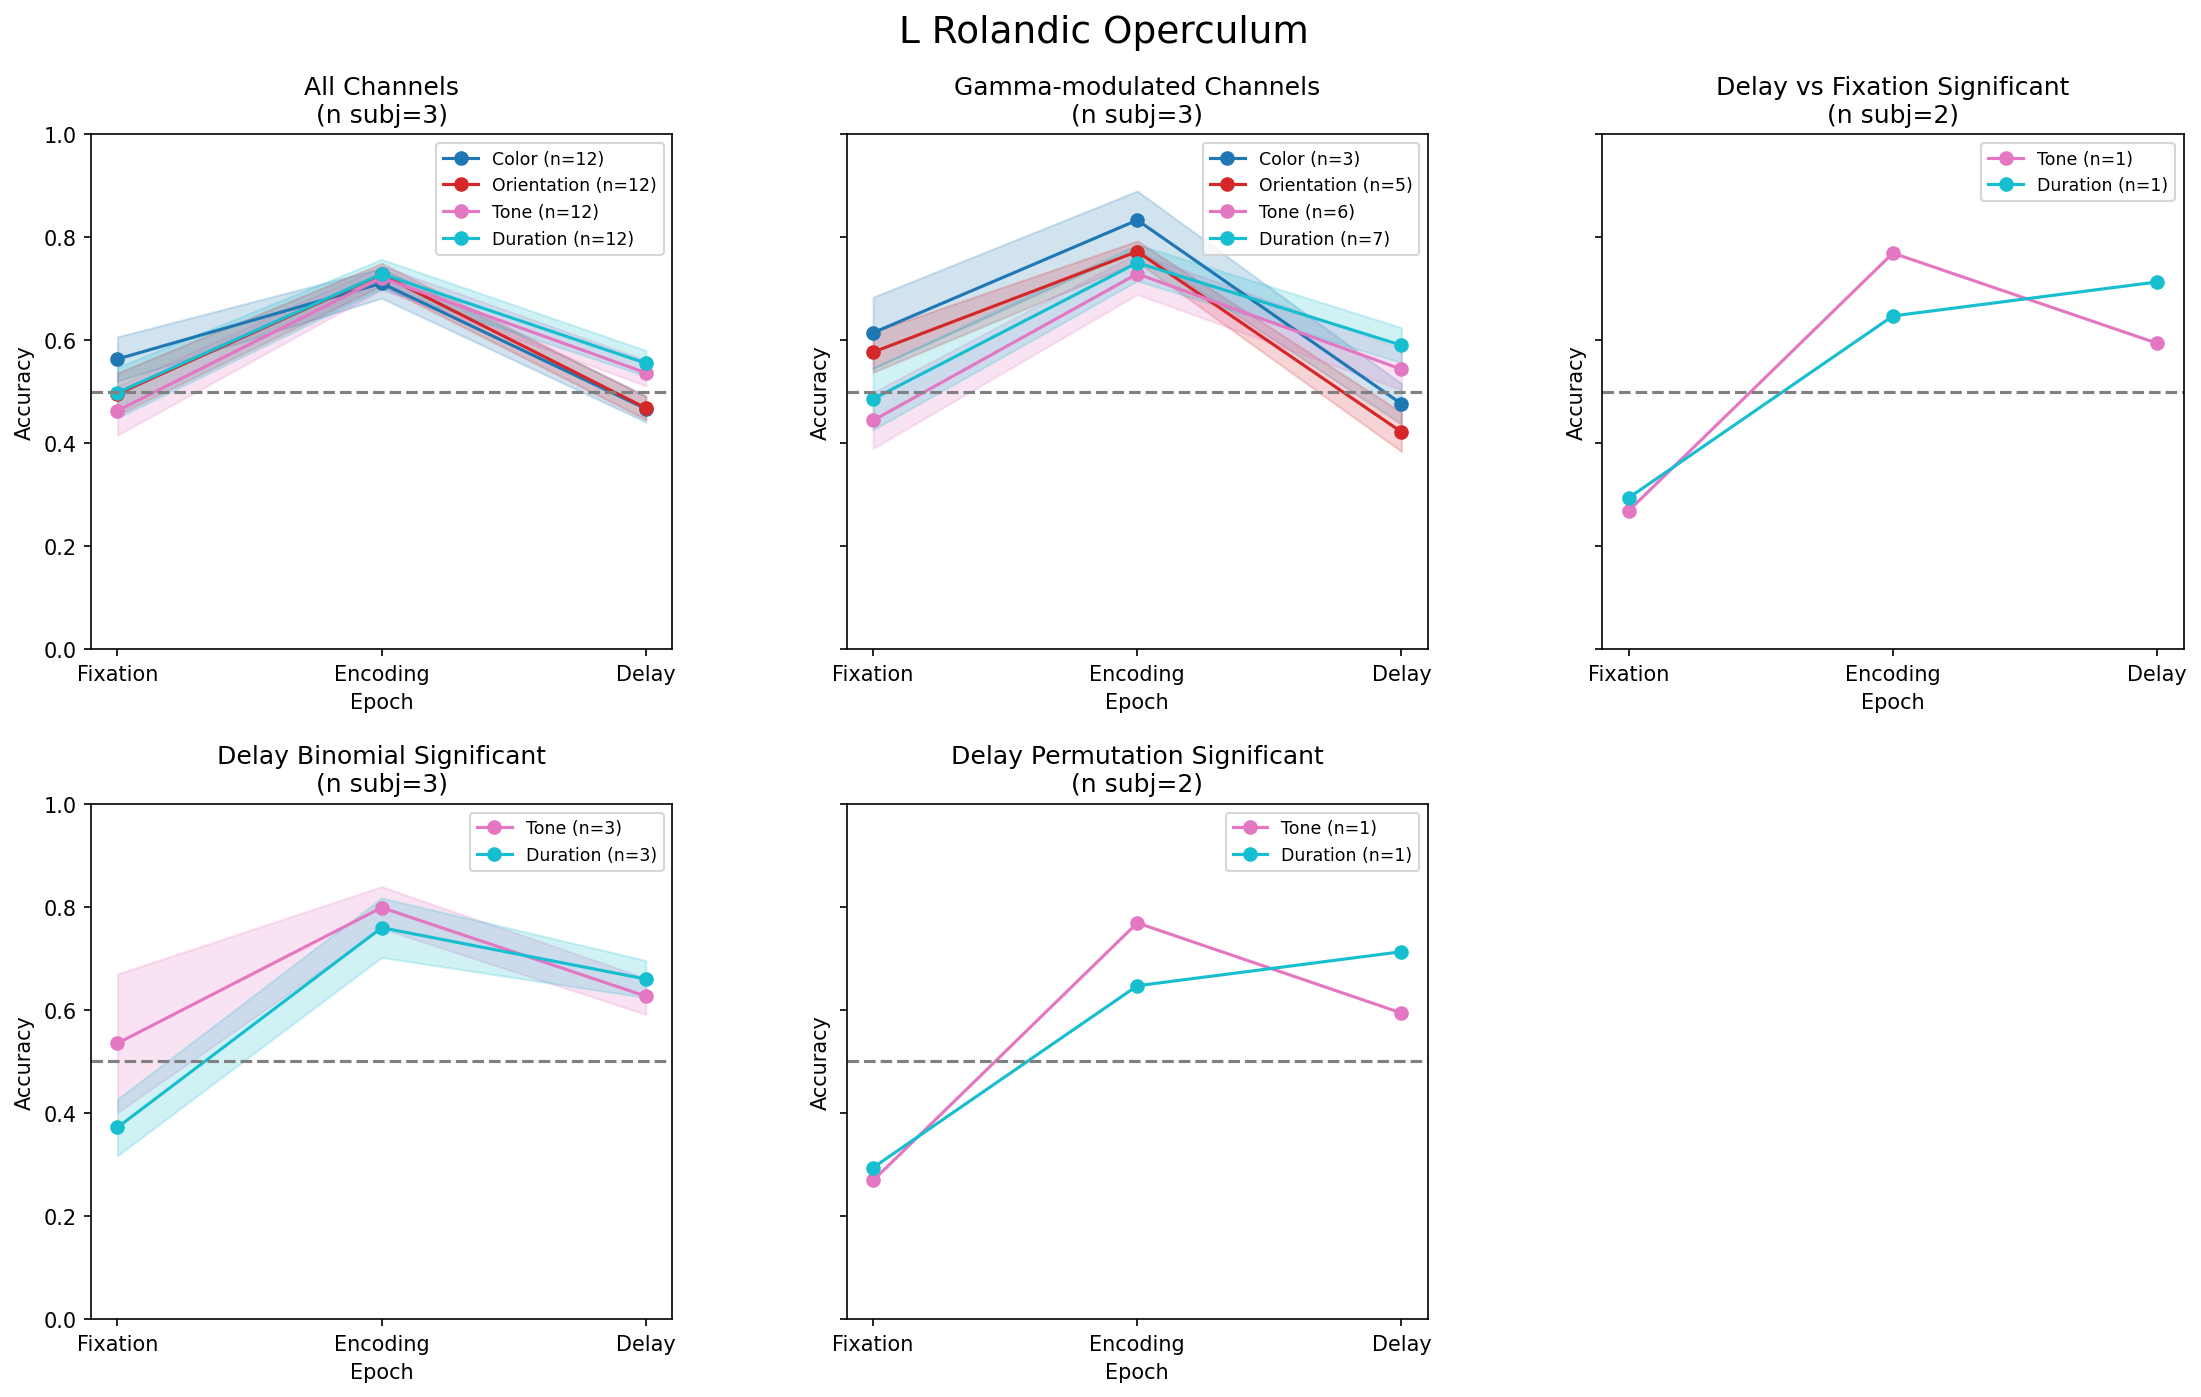 L Rolandic Operculum
All Channels
(n subj=3)
1.0
0.8
0.6
0.4
0.2
0.0
Accuracy
Color (n=12)
Orientation (n=12)
Tone (n=12)
Duration (n=12)
Fixation
Encoding
Delay
Epoch
Gamma-modulated Channels
(n subj=3)
Accuracy
Color (n=3)
Orientation (n=5)
Tone (n=6)
Duration (n=7)
Fixation
Encoding
Delay
Epoch
Delay vs Fixation Significant
(n subj=2)
Accuracy
Tone (n=1)
Duration (n=1)
Fixation
Encoding
Delay
Epoch
Delay Binomial Significant
(n subj=3)
1.0
0.8
0.6
0.4
0.2
0.0
Accuracy
Tone (n=3)
Duration (n=3)
Fixation
Encoding
Delay
Epoch
Delay Permutation Significant
(n subj=2)
Accuracy
Tone (n=1)
Duration (n=1)
Fixation
Encoding
Delay
Epoch